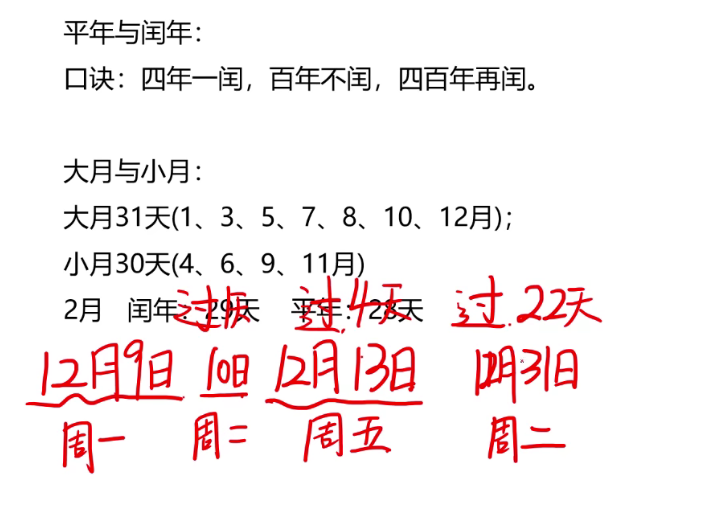 平年与闰年：
口诀：四年一闰，百年不闰，四百年再闰。
大月与小月：
大月31天(1、3、5、7、8、10、12月)；
小月30天(4、6、9、11月)
2月 闰年：29天 平年：28天
过1天 过4天 过22天
12月9日 10日 12月13日 12月31日
周一 周二 周五 周二